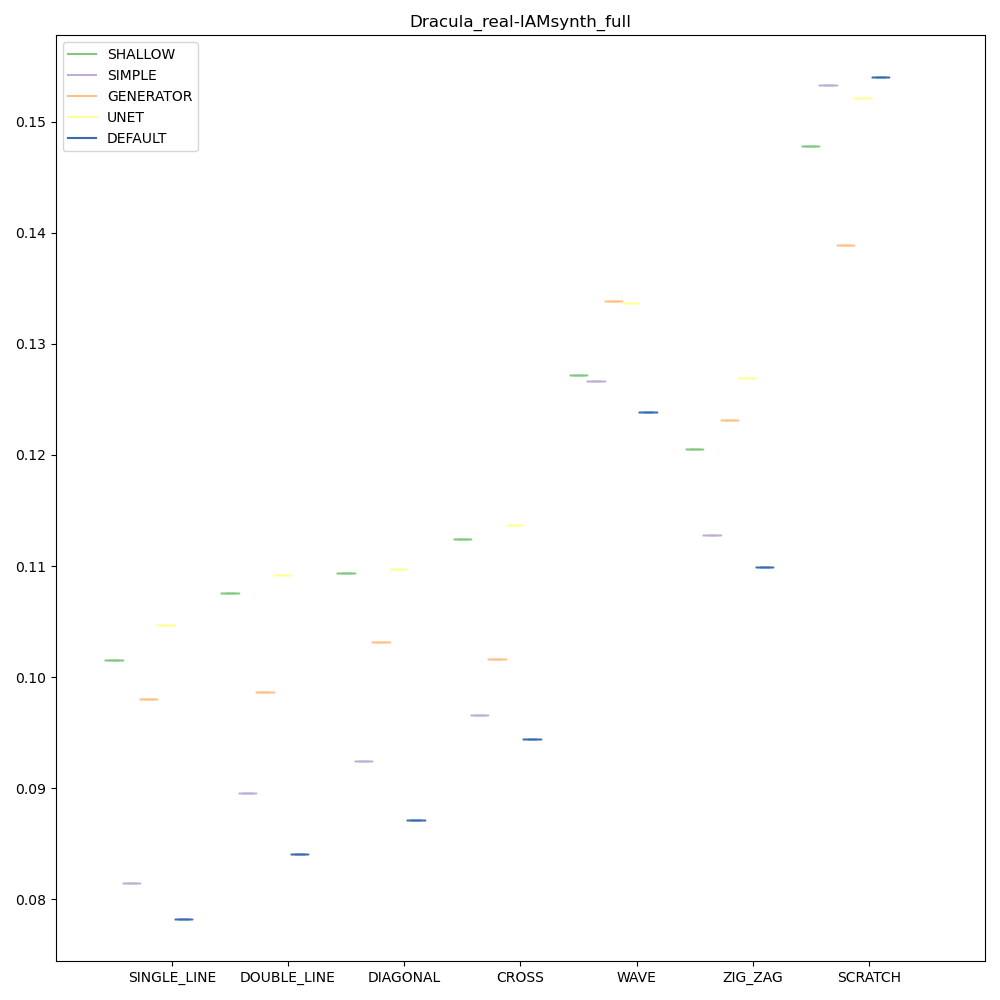 Dracula_real-IAMsynth_full
SHALLOW
SIMPLE
GENERATOR
UNET
DEFAULT
0.15
0.14
0.13
0.12
0.11
0.10
0.09
0.08
SINGLE_LINE DOUBLE_LINE DIAGONAL CROSS WAVE ZIG_ZAG SCRATCH